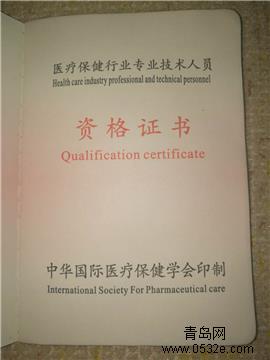 医疗保健行业专业技术人员
Health care industry professional and technical personnel
资格证书
Qualification certificate
中华国际医疗保健学会印制
International Society For Pharmaceutical care
青岛网
www.0532e.com